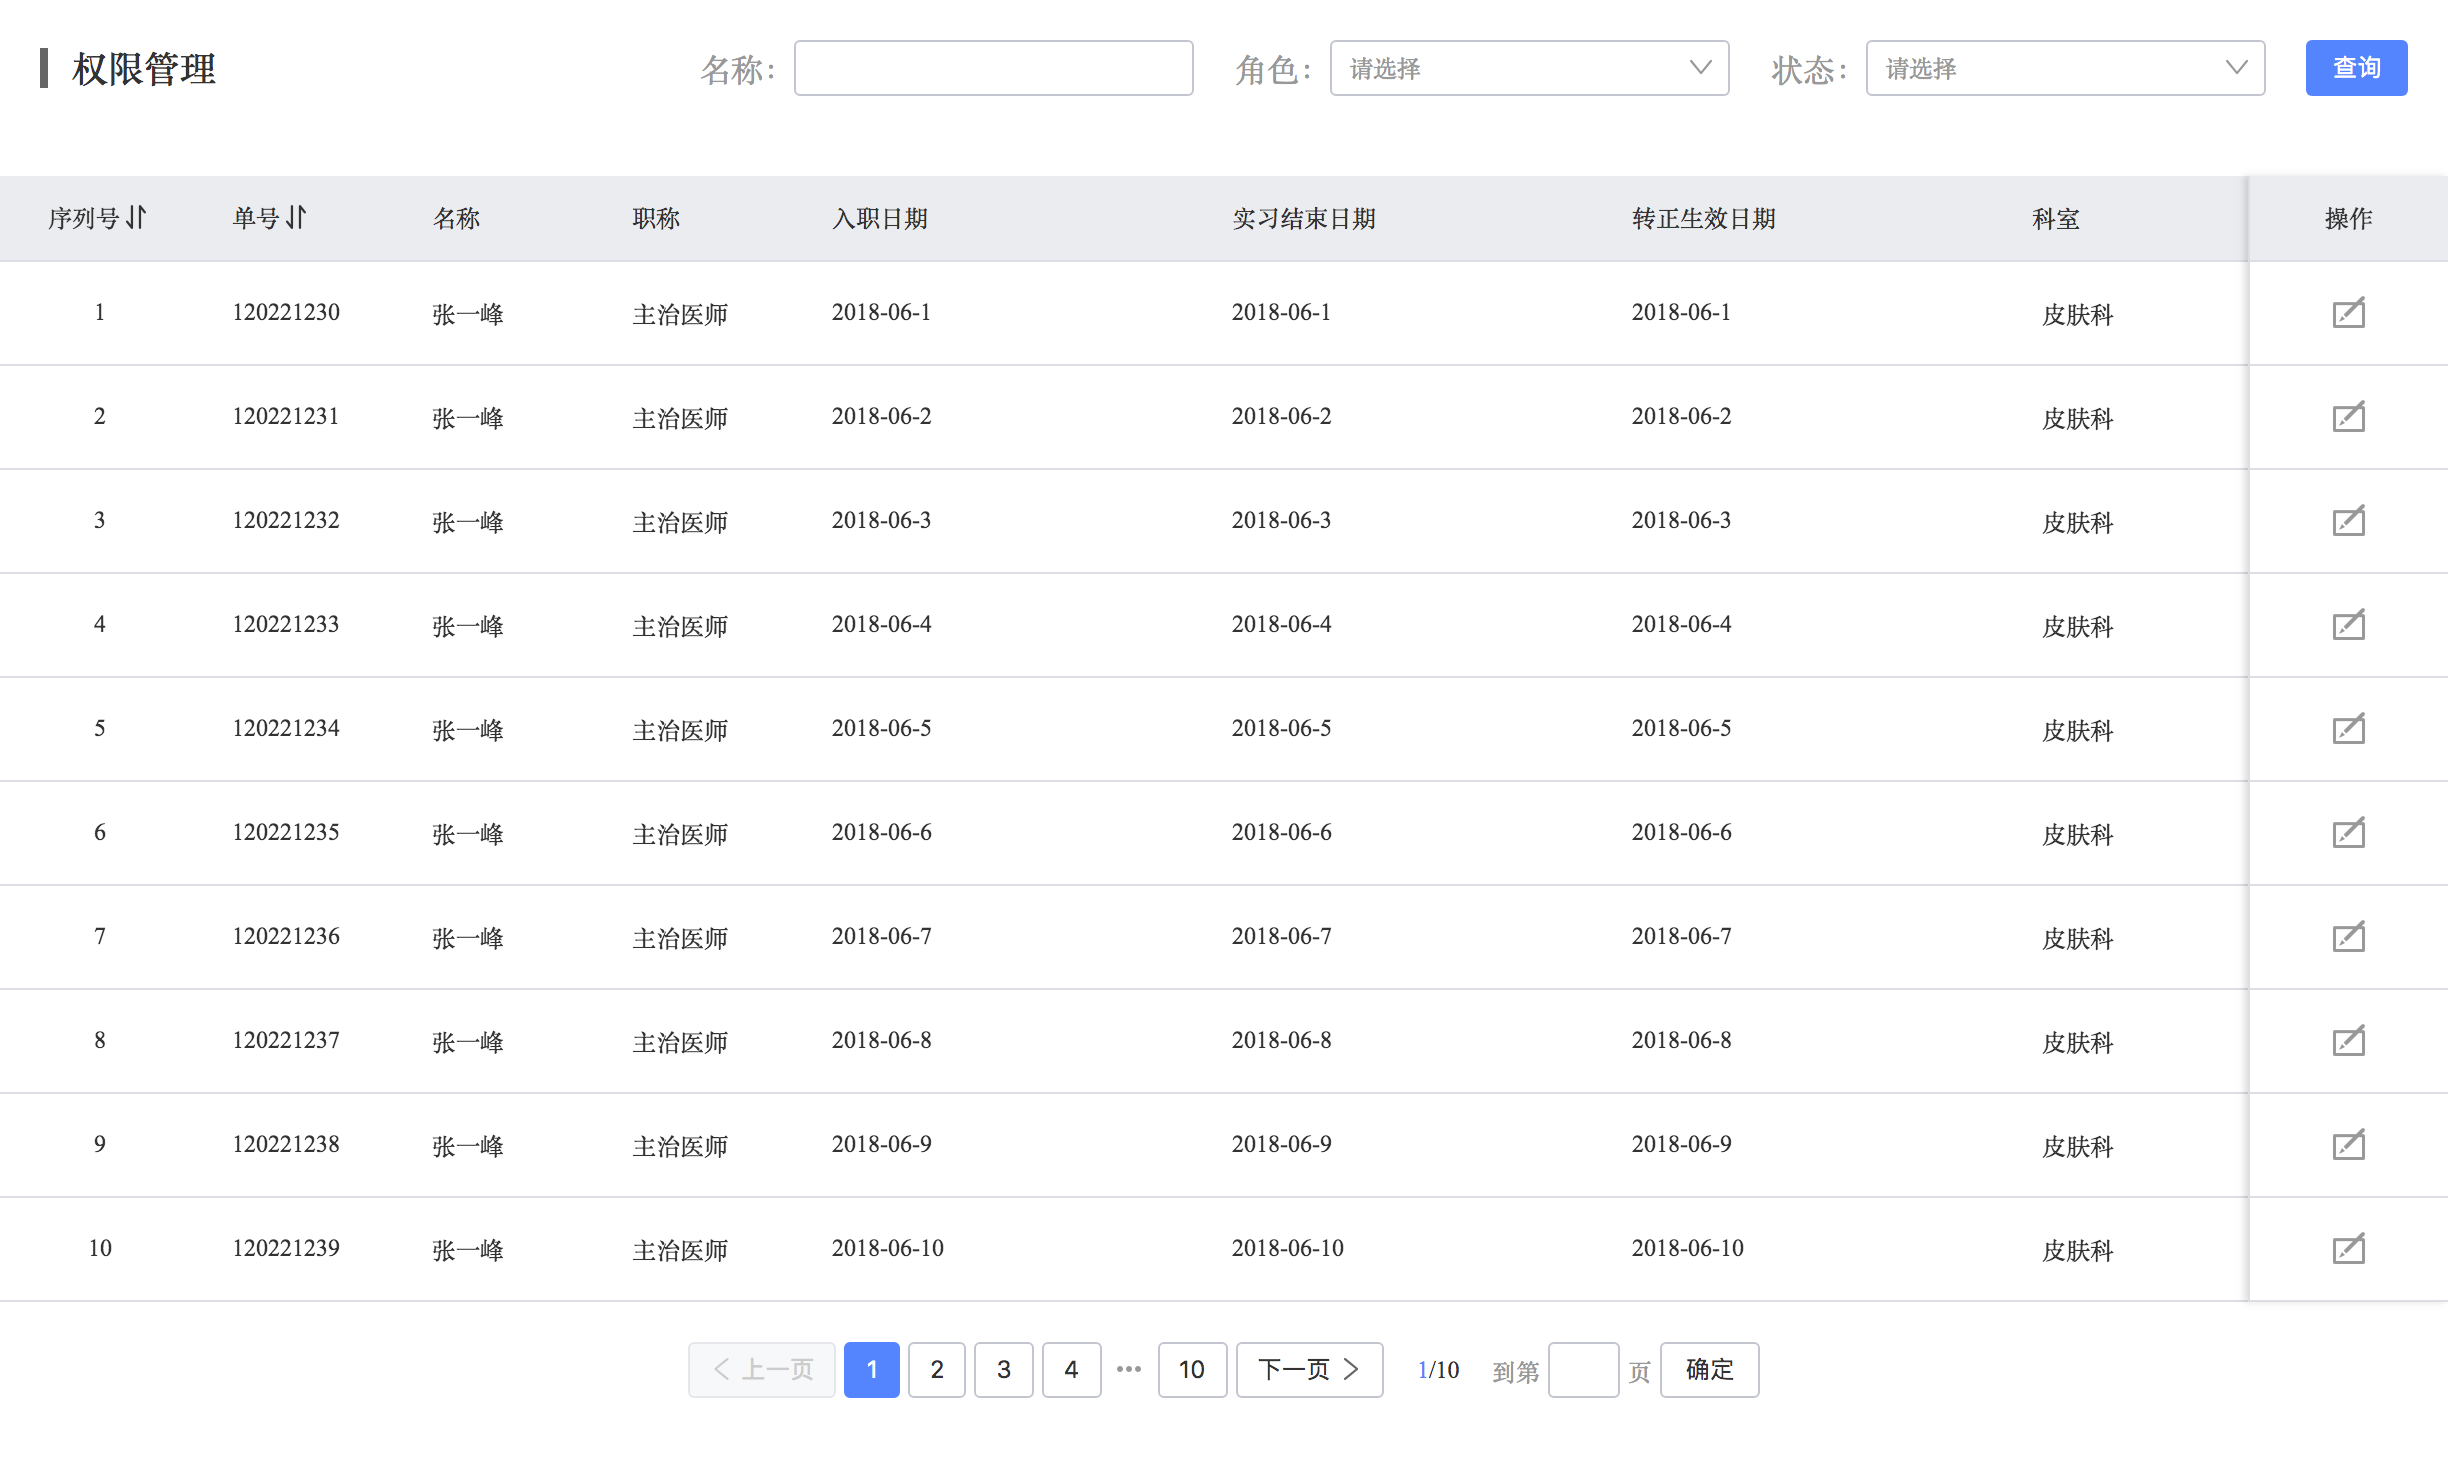 权限管理 名称： 角色： 请选择 状态： 请选择 查询
序列号 单号 名称 职称 入职日期 实习结束日期 转正生效日期 科室 操作
1 120221230 张一峰 主治医师 2018-06-1 2018-06-1 2018-06-1 皮肤科
2 120221231 张一峰 主治医师 2018-06-2 2018-06-2 2018-06-2 皮肤科
3 120221232 张一峰 主治医师 2018-06-3 2018-06-3 2018-06-3 皮肤科
4 120221233 张一峰 主治医师 2018-06-4 2018-06-4 2018-06-4 皮肤科
5 120221234 张一峰 主治医师 2018-06-5 2018-06-5 2018-06-5 皮肤科
6 120221235 张一峰 主治医师 2018-06-6 2018-06-6 2018-06-6 皮肤科
7 120221236 张一峰 主治医师 2018-06-7 2018-06-7 2018-06-7 皮肤科
8 120221237 张一峰 主治医师 2018-06-8 2018-06-8 2018-06-8 皮肤科
9 120221238 张一峰 主治医师 2018-06-9 2018-06-9 2018-06-9 皮肤科
10 120221239 张一峰 主治医师 2018-06-10 2018-06-10 2018-06-10 皮肤科
上一页 1 2 3 4 ••• 10 下一页 1/10 到第 页 确定